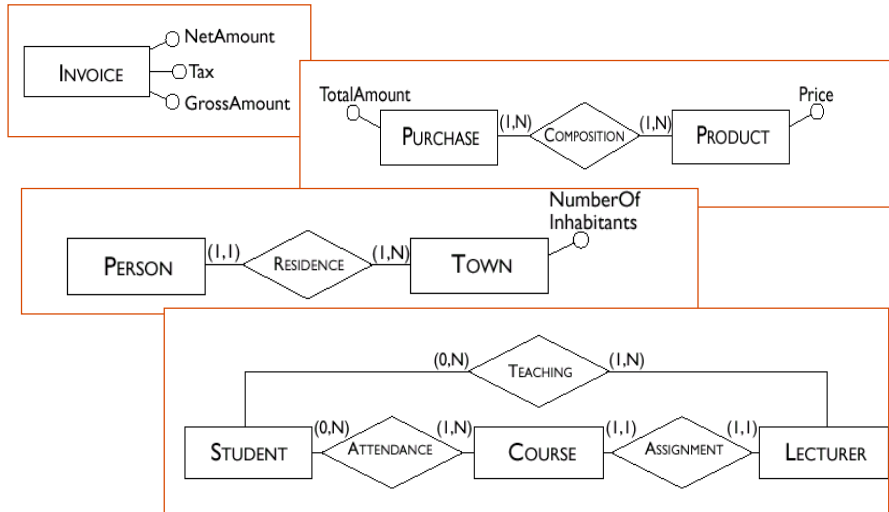 NetAmount
INVOICE
Tax
GrossAmount
TotalAmount
Price
PURCHASE
(1,N)
COMPOSITION
(1,N)
PRODUCT
NumberOf
Inhabitants
PERSON
(1,1)
RESIDENCE
(1,N)
TOWN
(0,N)
TEACHING
(1,N)
STUDENT
(0,N)
ATTENDANCE
(1,N)
COURSE
(1,1)
ASSIGNMENT
(1,1)
LECTURER